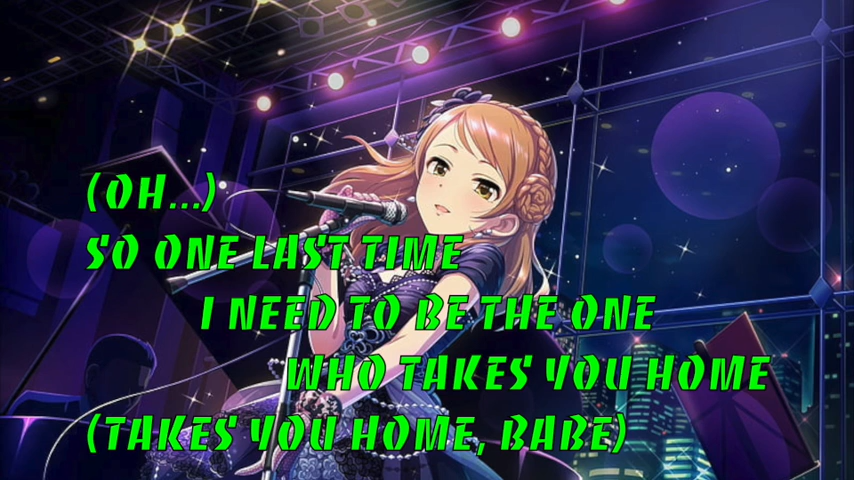 (OH...)
SO ONE LAST TIME
I NEED TO BE THE ONE
WHO TAKES YOU HOME
(TAKES YOU HOME, BABE)